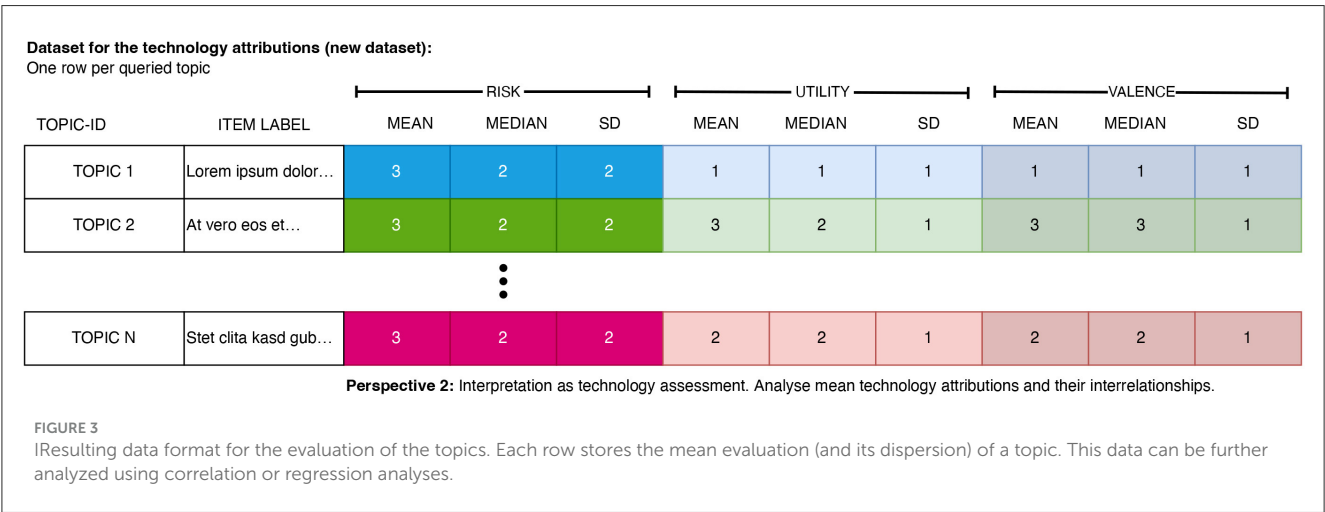 Dataset for the technology attributions (new dataset):
One row per queried topic
RISK UTILITY VALENCE
TOPIC-ID ITEM LABEL MEAN MEDIAN SD MEAN MEDIAN SD MEAN MEDIAN SD
TOPIC 1 Lorem ipsum dolor... 3 2 2 1 1 1 1 1 1
TOPIC 2 At vero eos et... 3 2 2 3 2 1 3 3 1
TOPIC N Stet clita kasd gub... 3 2 2 2 2 1 2 2 1
Perspective 2: Interpretation as technology assessment. Analyse mean technology attributions and their interrelationships.
FIGURE 3
IResulting data format for the evaluation of the topics. Each row stores the mean evaluation (and its dispersion) of a topic. This data can be further
analyzed using correlation or regression analyses.